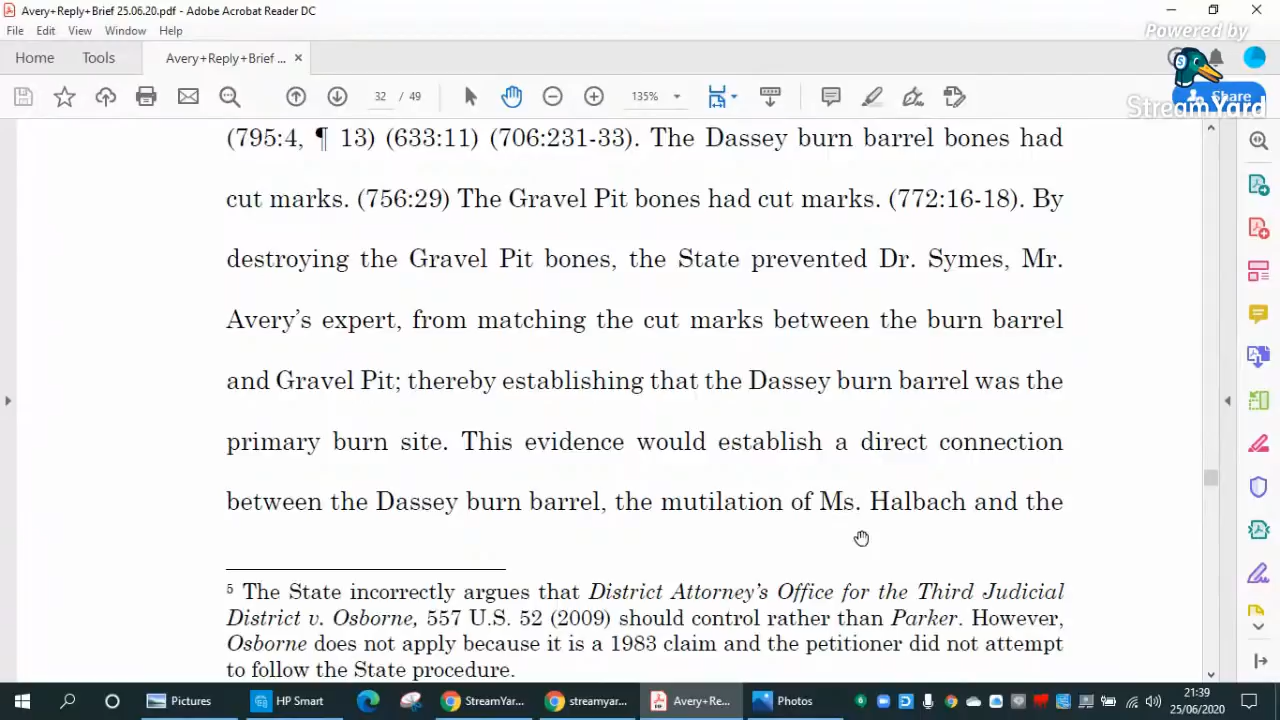 Avery+Reply+Brief 25.06.20.pdf - Adobe Acrobat Reader DC
File Edit View Window Help
Powered by
Home Tools Avery+Reply+Brief ... ×
StreamYard
Share
32 / 49 135%
(795:4, ¶ 13) (633:11) (706:231-33). The Dassey burn barrel bones had
cut marks. (756:29) The Gravel Pit bones had cut marks. (772:16-18). By
destroying the Gravel Pit bones, the State prevented Dr. Symes, Mr.
Avery’s expert, from matching the cut marks between the burn barrel
and Gravel Pit; thereby establishing that the Dassey burn barrel was the
primary burn site. This evidence would establish a direct connection
between the Dassey burn barrel, the mutilation of Ms. Halbach and the
5 The State incorrectly argues that District Attorney’s Office for the Third Judicial
District v. Osborne, 557 U.S. 52 (2009) should control rather than Parker. However,
Osborne does not apply because it is a 1983 claim and the petitioner did not attempt
to follow the State procedure.
Pictures HP Smart StreamYar... streamyar... Avery+Re... Photos
21:39
25/06/2020